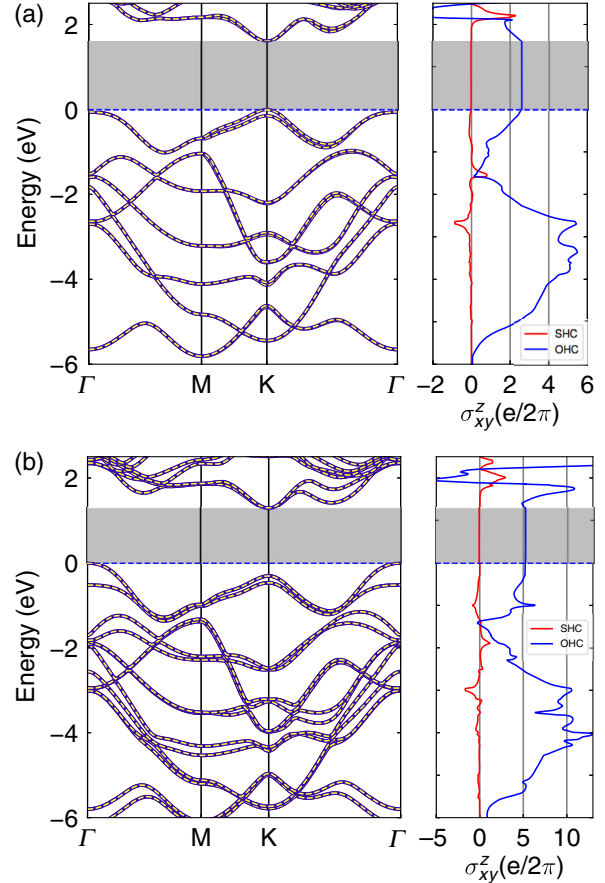 (a)
Energy (eV)
2
0
−2
−4
−6
Γ
M
K
Γ
SHC
OHC
−2
0
2
4
6
σ^z_xy(e/2π)
(b)
Energy (eV)
2
0
−2
−4
−6
Γ
M
K
Γ
SHC
OHC
−5
0
5
10
σ^z_xy(e/2π)